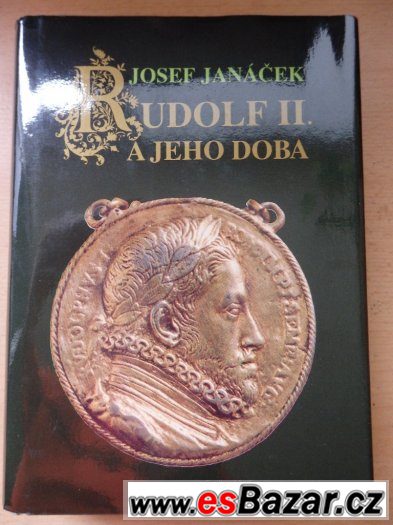 JOSEF JANÁČEK
RUDOLF II.
A JEHO DOBA
www.esBazar.cz